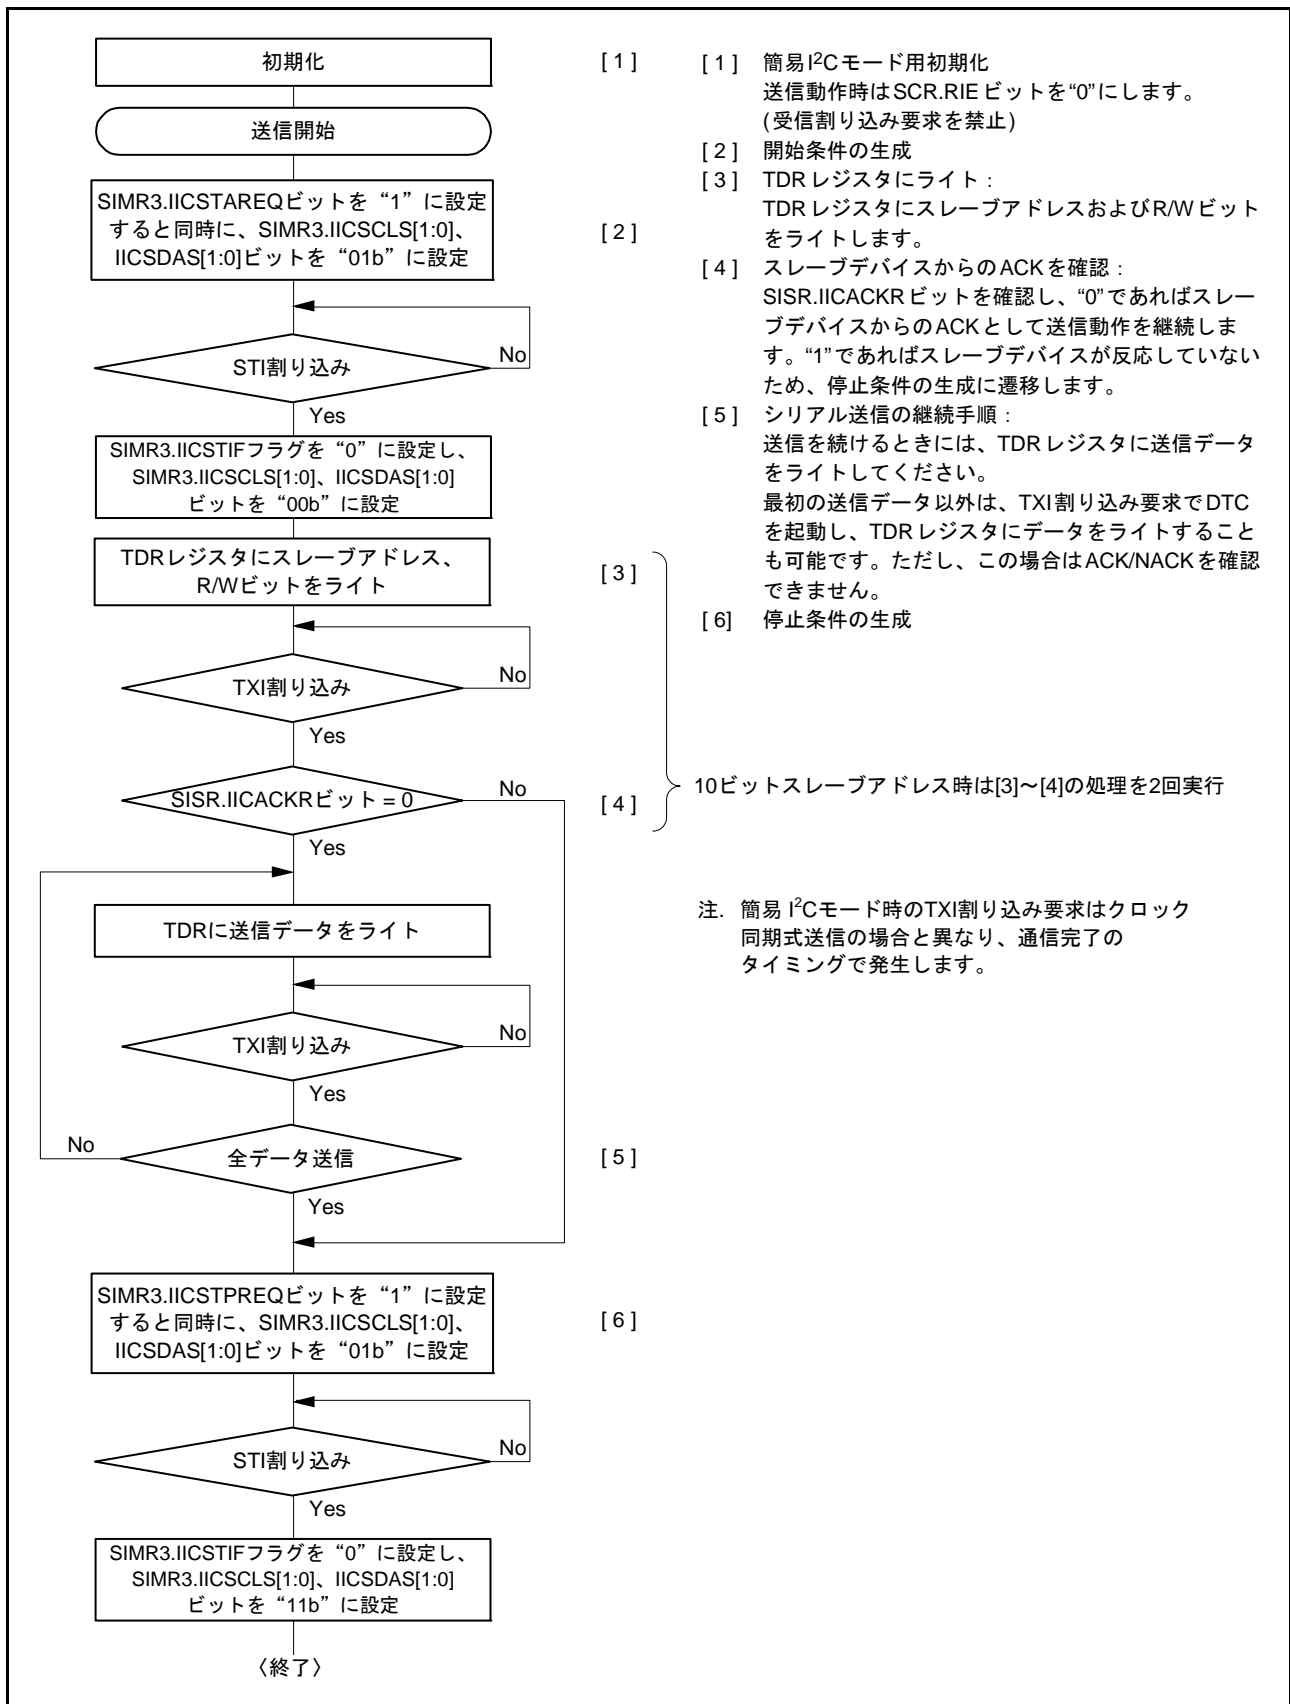 初期化
[ 1 ]
送信開始
SIMR3.IICSTAREQビットを “1” に設定
すると同時に、SIMR3.IICSCLS[1:0]、
IICSDAS[1:0]ビットを “01b” に設定
[ 2 ]
STI割り込み
No
Yes
SIMR3.IICSTIFフラグを “0” に設定し、
SIMR3.IICSCLS[1:0]、IICSDAS[1:0]
ビットを “00b” に設定
TDRレジスタにスレーブアドレス、
R/Wビットをライト
[ 3 ]
TXI割り込み
No
Yes
SISR.IICACKRビット = 0
No
[ 4 ]
Yes
10ビットスレーブアドレス時は[3]～[4]の処理を2回実行
TDRに送信データをライト
TXI割り込み
No
Yes
全データ送信
No
[ 5 ]
Yes
SIMR3.IICSTPREQビットを “1” に設定
すると同時に、SIMR3.IICSCLS[1:0]、
IICSDAS[1:0]ビットを “01b” に設定
[ 6 ]
STI割り込み
No
Yes
SIMR3.IICSTIFフラグを “0” に設定し、
SIMR3.IICSCLS[1:0]、IICSDAS[1:0]
ビットを “11b” に設定
〈終了〉
[ 1 ] 簡易I²Cモード用初期化
送信動作時はSCR.RIEビットを“0”にします。
(受信割り込み要求を禁止)
[ 2 ] 開始条件の生成
[ 3 ] TDRレジスタにライト：
TDRレジスタにスレーブアドレスおよびR/Wビット
をライトします。
[ 4 ] スレーブデバイスからのACKを確認：
SISR.IICACKRビットを確認し、“0”であればスレー
ブデバイスからのACKとして送信動作を継続しま
す。“1”であればスレーブデバイスが反応していない
ため、停止条件の生成に遷移します。
[ 5 ] シリアル送信の継続手順：
送信を続けるときには、TDRレジスタに送信データ
をライトしてください。
最初の送信データ以外は、TXI割り込み要求でDTC
を起動し、TDRレジスタにデータをライトすること
も可能です。ただし、この場合はACK/NACKを確認
できません。
[ 6] 停止条件の生成
注. 簡易 I²Cモード時のTXI割り込み要求はクロック
同期式送信の場合と異なり、通信完了の
タイミングで発生します。